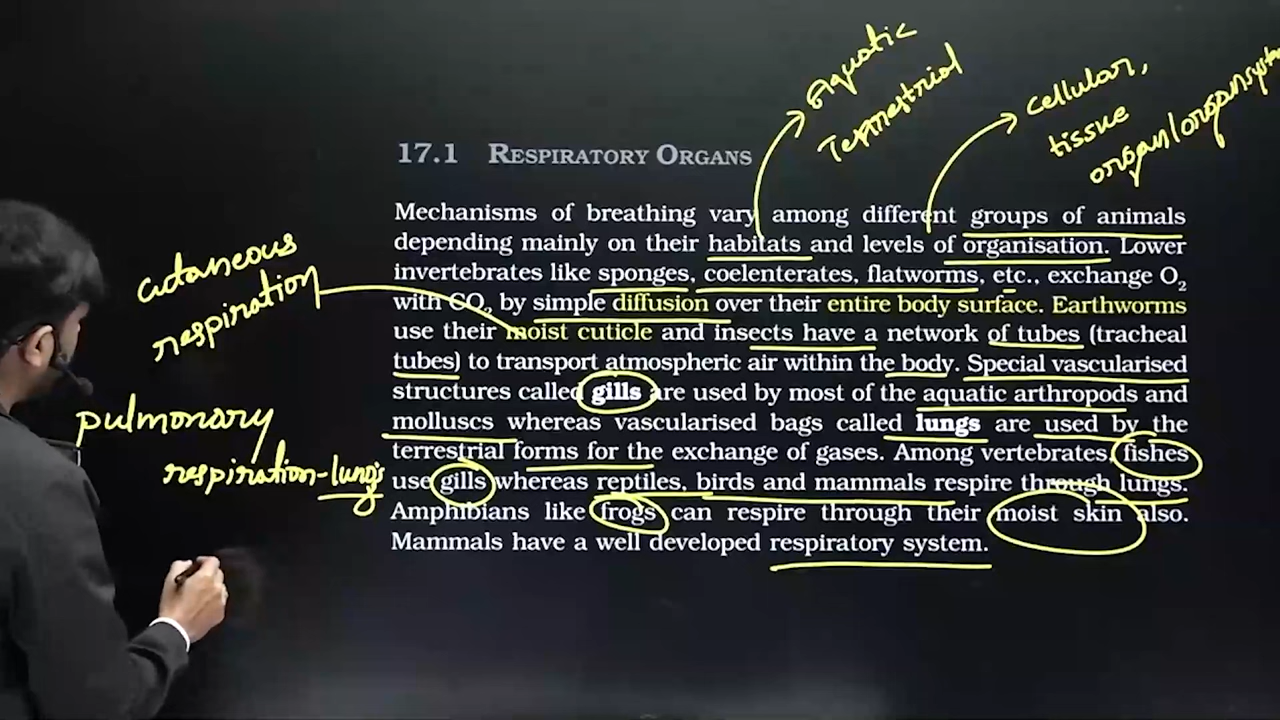 Aquatic
Terrestrial
cellular,
tissue
organ/organsystem
17.1 RESPIRATORY ORGANS
Mechanisms of breathing vary among different groups of animals
depending mainly on their habitats and levels of organisation. Lower
invertebrates like sponges, coelenterates, flatworms, etc., exchange O₂
with CO₂ by simple diffusion over their entire body surface. Earthworms
use their moist cuticle and insects have a network of tubes (tracheal
tubes) to transport atmospheric air within the body. Special vascularised
structures called gills are used by most of the aquatic arthropods and
molluscs whereas vascularised bags called lungs are used by the
terrestrial forms for the exchange of gases. Among vertebrates, fishes
use gills whereas reptiles, birds and mammals respire through lungs.
Amphibians like frogs can respire through their moist skin also.
Mammals have a well developed respiratory system.
cutaneous
respiration
pulmonary
respiration-lungs